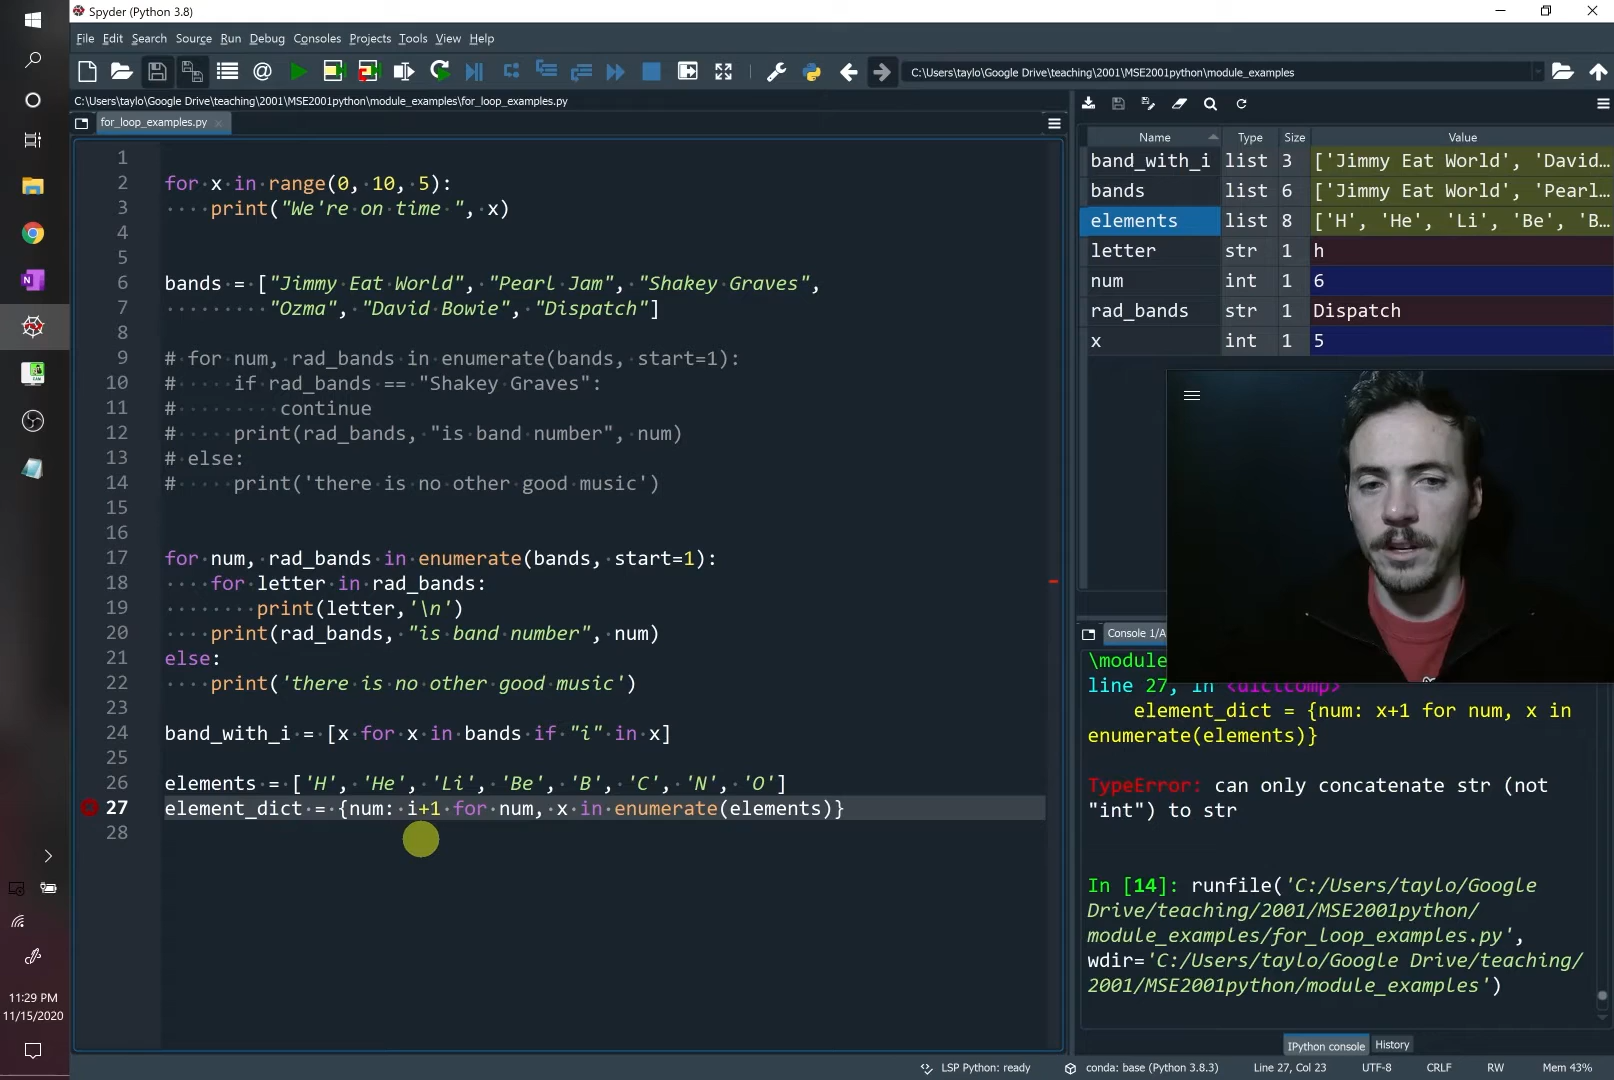 Spyder (Python 3.8)
File Edit Search Source Run Debug Consoles Projects Tools View Help
C:\Users\taylo\Google Drive\teaching\2001\MSE2001python\module_examples
C:\Users\taylo\Google Drive\teaching\2001\MSE2001python\module_examples\for_loop_examples.py
for_loop_examples.py
1
2 for x in range(0, 10, 5):
3 ····print("We're on time ", x)
4
5
6 bands = ["Jimmy Eat World", "Pearl Jam", "Shakey Graves",
7 ·········"Ozma", "David Bowie", "Dispatch"]
8
9 # for num, rad_bands in enumerate(bands, start=1):
10 #     if rad_bands == "Shakey Graves":
11 #         continue
12 #     print(rad_bands, "is band number", num)
13 # else:
14 #     print('there is no other good music')
15
16
17 for num, rad_bands in enumerate(bands, start=1):
18 ····for letter in rad_bands:
19 ········print(letter,'\n')
20 ····print(rad_bands, "is band number", num)
21 else:
22 ····print('there is no other good music')
23
24 band_with_i = [x for x in bands if "i" in x]
25
26 elements = ['H', 'He', 'Li', 'Be', 'B', 'C', 'N', 'O']
27 element_dict = {num: i+1 for num, x in enumerate(elements)}
28
Name Type Size Value
band_with_i list 3 ['Jimmy Eat World', 'David…
bands list 6 ['Jimmy Eat World', 'Pearl…
elements list 8 ['H', 'He', 'Li', 'Be', 'B…
letter str 1 h
num int 1 6
rad_bands str 1 Dispatch
x int 1 5
Console 1/A
\module
line 27, in <dictcomp>
element_dict = {num: x+1 for num, x in
enumerate(elements)}
TypeError: can only concatenate str (not
"int") to str
In [14]: runfile('C:/Users/taylo/Google
Drive/teaching/2001/MSE2001python/
module_examples/for_loop_examples.py',
wdir='C:/Users/taylo/Google Drive/teaching/
2001/MSE2001python/module_examples')
IPython console History
11:29 PM
11/15/2020
LSP Python: ready conda: base (Python 3.8.3) Line 27, Col 23 UTF-8 CRLF RW Mem 43%